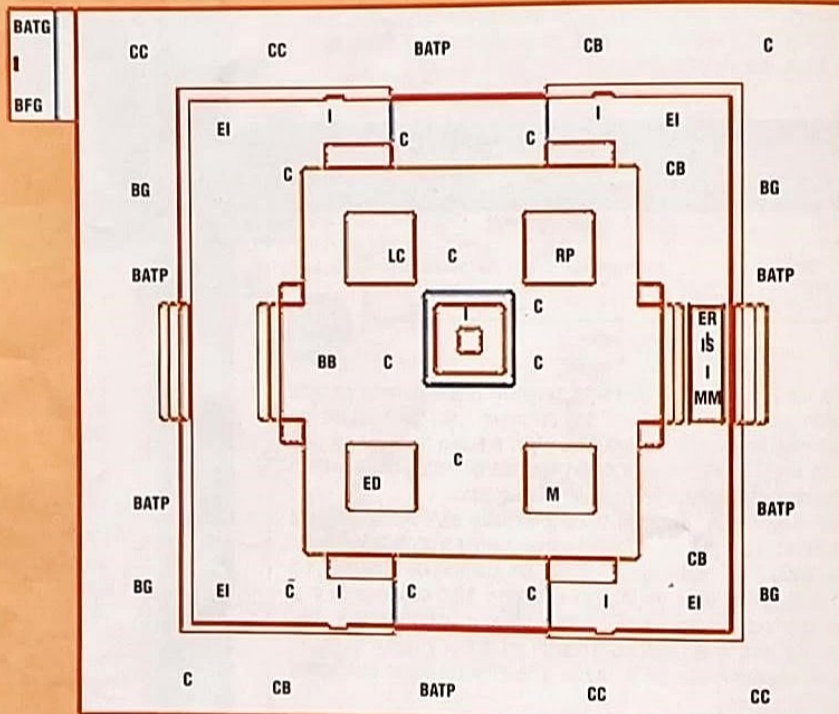 BATG
I
BFG
CC CC BATP CB C
EI I C C I EI
C CB
BG BG
LC C RP
BATP BATP
I C
ER
IS
BB C C
I
MM
C
ED M
BATP BATP
CB
BG EI C̄ I C C I EI BG
C CB BATP CC CC